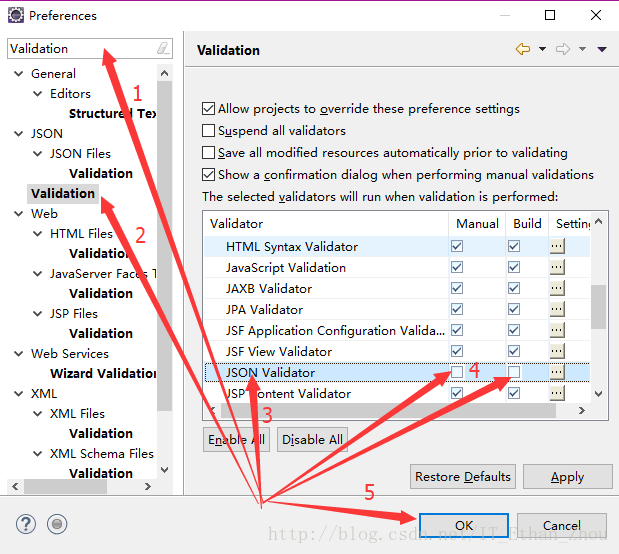 Preferences
Validation
General
Editors
Structured Tex
JSON
JSON Files
Validation
Validation
Web
HTML Files
Validation
JavaServer Faces T
Validation
JSP Files
Validation
Web Services
Wizard Validation
XML
XML Files
Validation
XML Schema Files
Validation
Validation
Allow projects to override these preference settings
Suspend all validators
Save all modified resources automatically prior to validating
Show a confirmation dialog when performing manual validations
The selected validators will run when validation is performed:
Validator Manual Build Setting
HTML Syntax Validator
JavaScript Validation
JAXB Validator
JPA Validator
JSF Application Configuration Valida...
JSF View Validator
JSON Validator
JSP Content Validator
Enable All Disable All
Restore Defaults Apply
OK Cancel
1
2
3
4
5
http://blog.csdn.net/IT_Ethan_Zhou